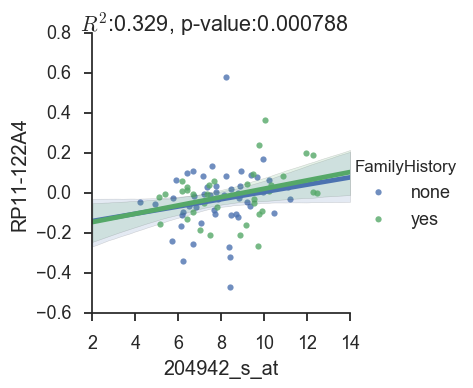 R²:0.329, p-value:0.000788
0.8
0.6
0.4
0.2
0.0
−0.2
−0.4
−0.6
RP11-122A4
2 4 6 8 10 12 14
204942_s_at
FamilyHistory
none
yes